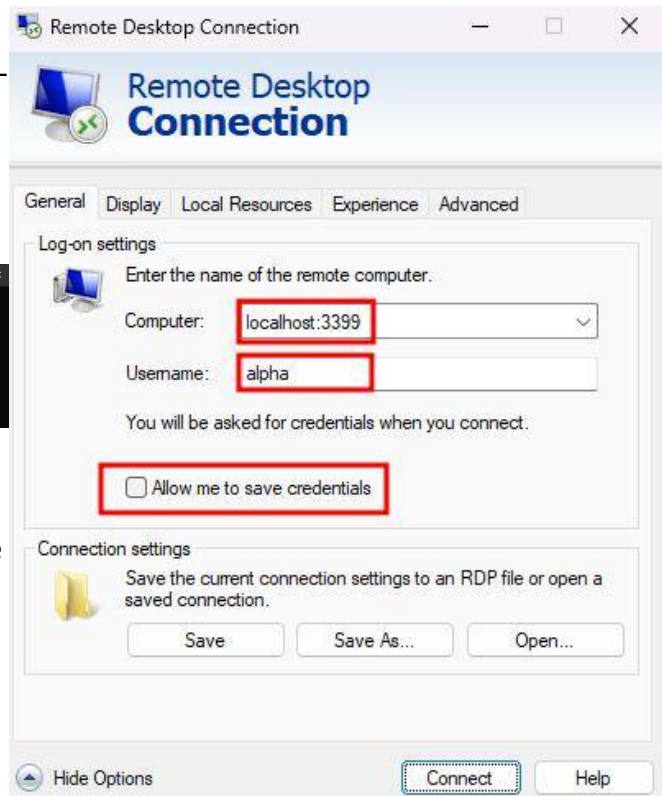 Remote Desktop Connection
Remote Desktop
Connection
General Display Local Resources Experience Advanced
Log-on settings
Enter the name of the remote computer.
Computer: localhost:3399
Username: alpha
You will be asked for credentials when you connect.
Allow me to save credentials
Connection settings
Save the current connection settings to an RDP file or open a
saved connection.
Save Save As... Open...
Hide Options Connect Help